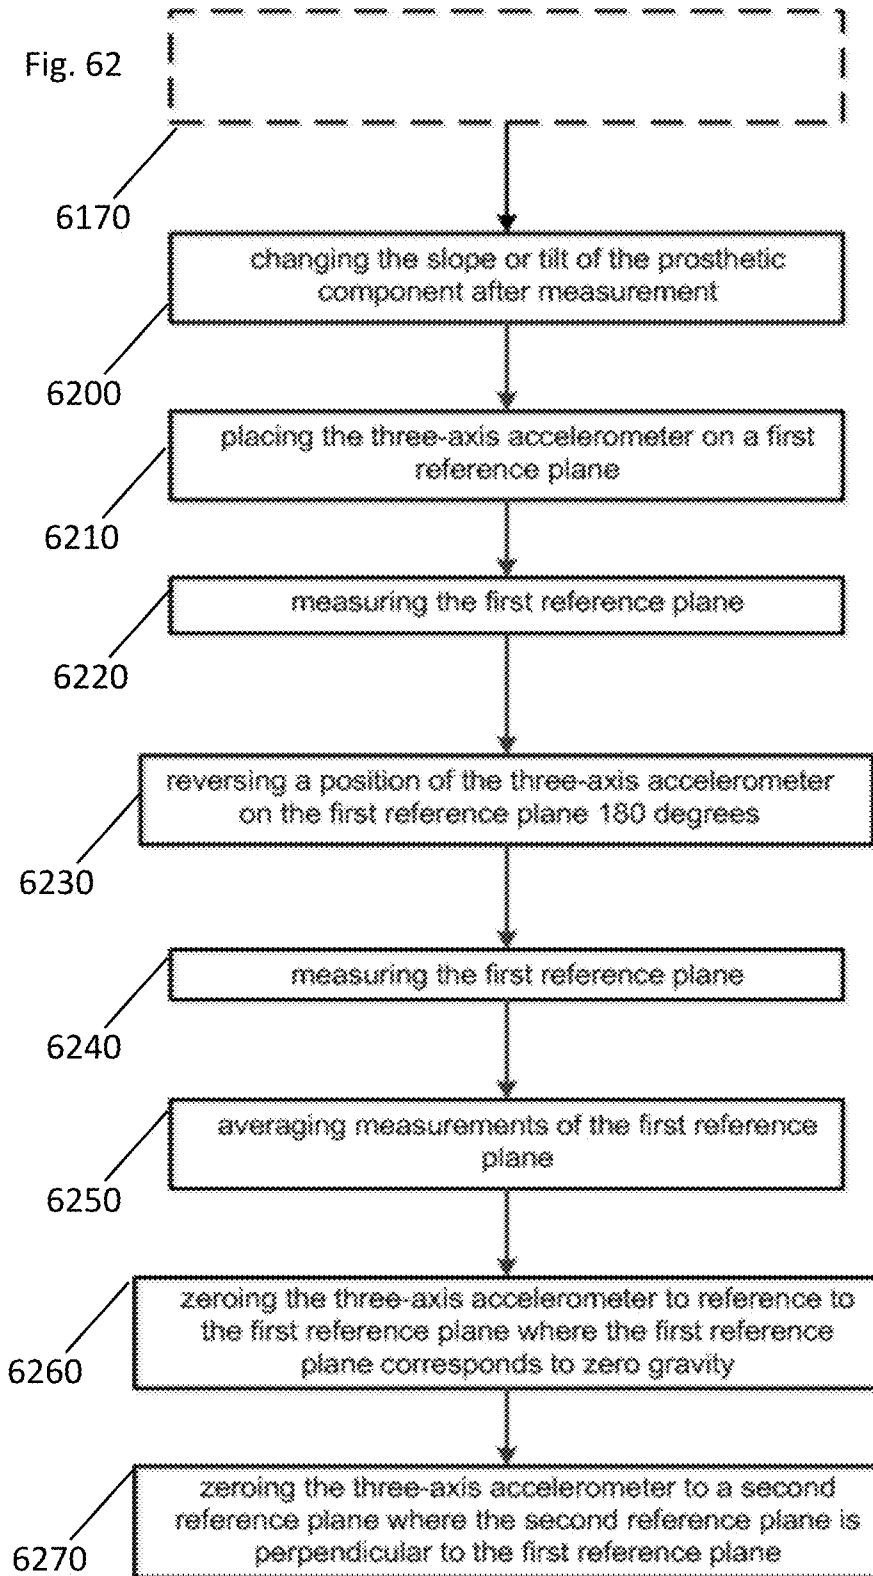 Fig. 62
6170
changing the slope or tilt of the prosthetic
component after measurement
6200
placing the three-axis accelerometer on a first
reference plane
6210
measuring the first reference plane
6220
reversing a position of the three-axis accelerometer
on the first reference plane 180 degrees
6230
measuring the first reference plane
6240
averaging measurements of the first reference
plane
6250
zeroing the three-axis accelerometer to reference to
the first reference plane where the first reference
plane corresponds to zero gravity
6260
zeroing the three-axis accelerometer to a second
reference plane where the second reference plane is
perpendicular to the first reference plane
6270